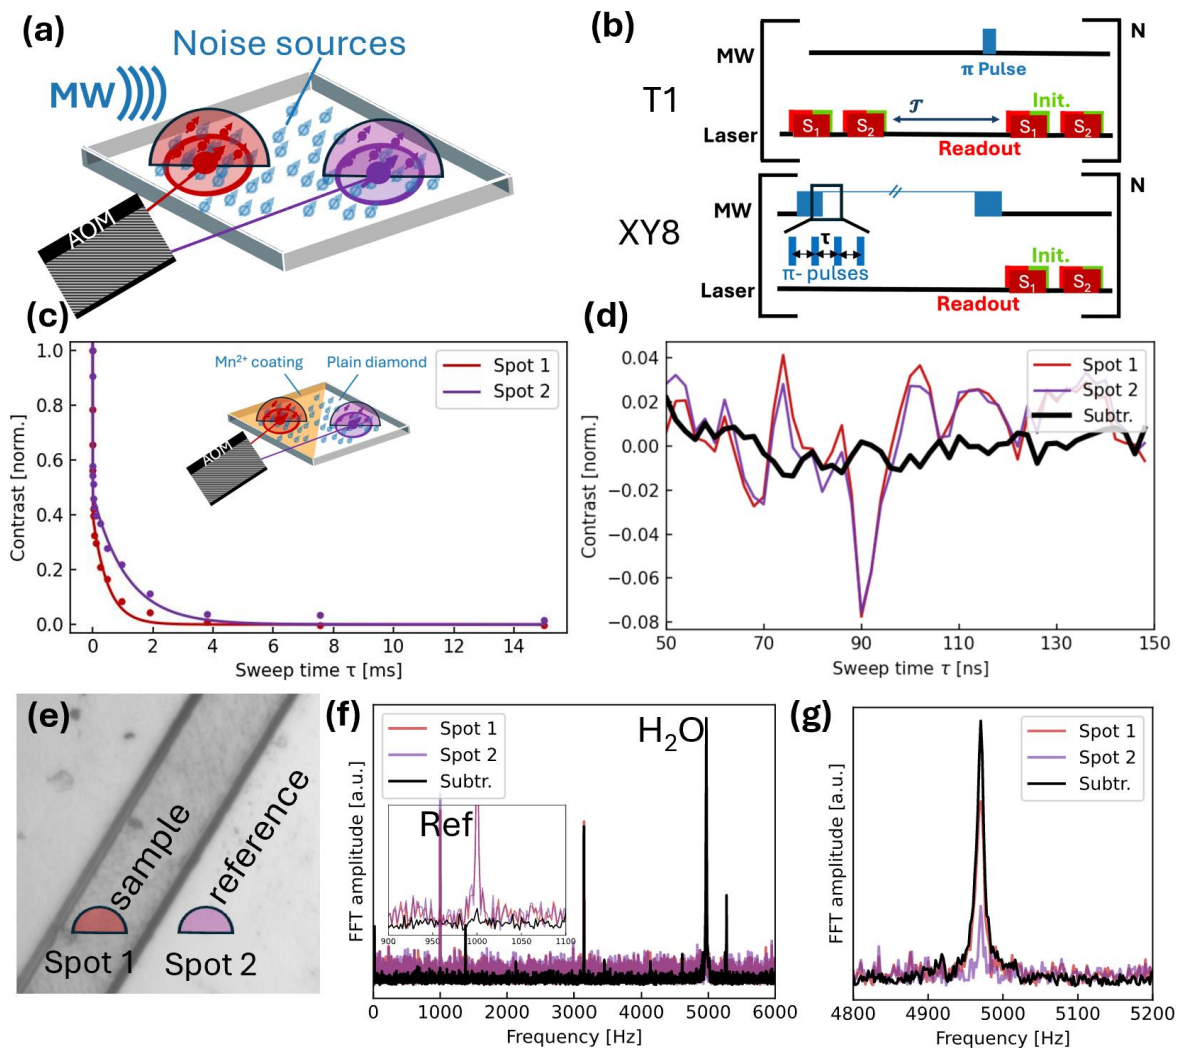 (a)
Noise sources
MW
AOM
(b)
T1
MW
π Pulse
N
𝒯
Init.
Laser
S1
S2
S1
S2
Readout
XY8
MW
N
τ
π- pulses
Init.
Laser
S1
S2
Readout
(c)
Contrast [norm.]
1.0
0.8
0.6
0.4
0.2
0.0
Mn2+ coating
Plain diamond
AOM
Spot 1
Spot 2
0 2 4 6 8 10 12 14
Sweep time τ [ms]
(d)
Contrast [norm.]
0.04
0.02
0.00
−0.02
−0.04
−0.06
−0.08
Spot 1
Spot 2
Subtr.
50 70 90 110 130 150
Sweep time τ [ns]
(e)
sample
reference
Spot 1
Spot 2
(f)
FFT amplitude [a.u.]
Spot 1
Spot 2
Subtr.
H2O
Ref
900 950 1000 1050 1100
0 1000 2000 3000 4000 5000 6000
Frequency [Hz]
(g)
FFT amplitude [a.u.]
Spot 1
Spot 2
Subtr.
4800 4900 5000 5100 5200
Frequency [Hz]